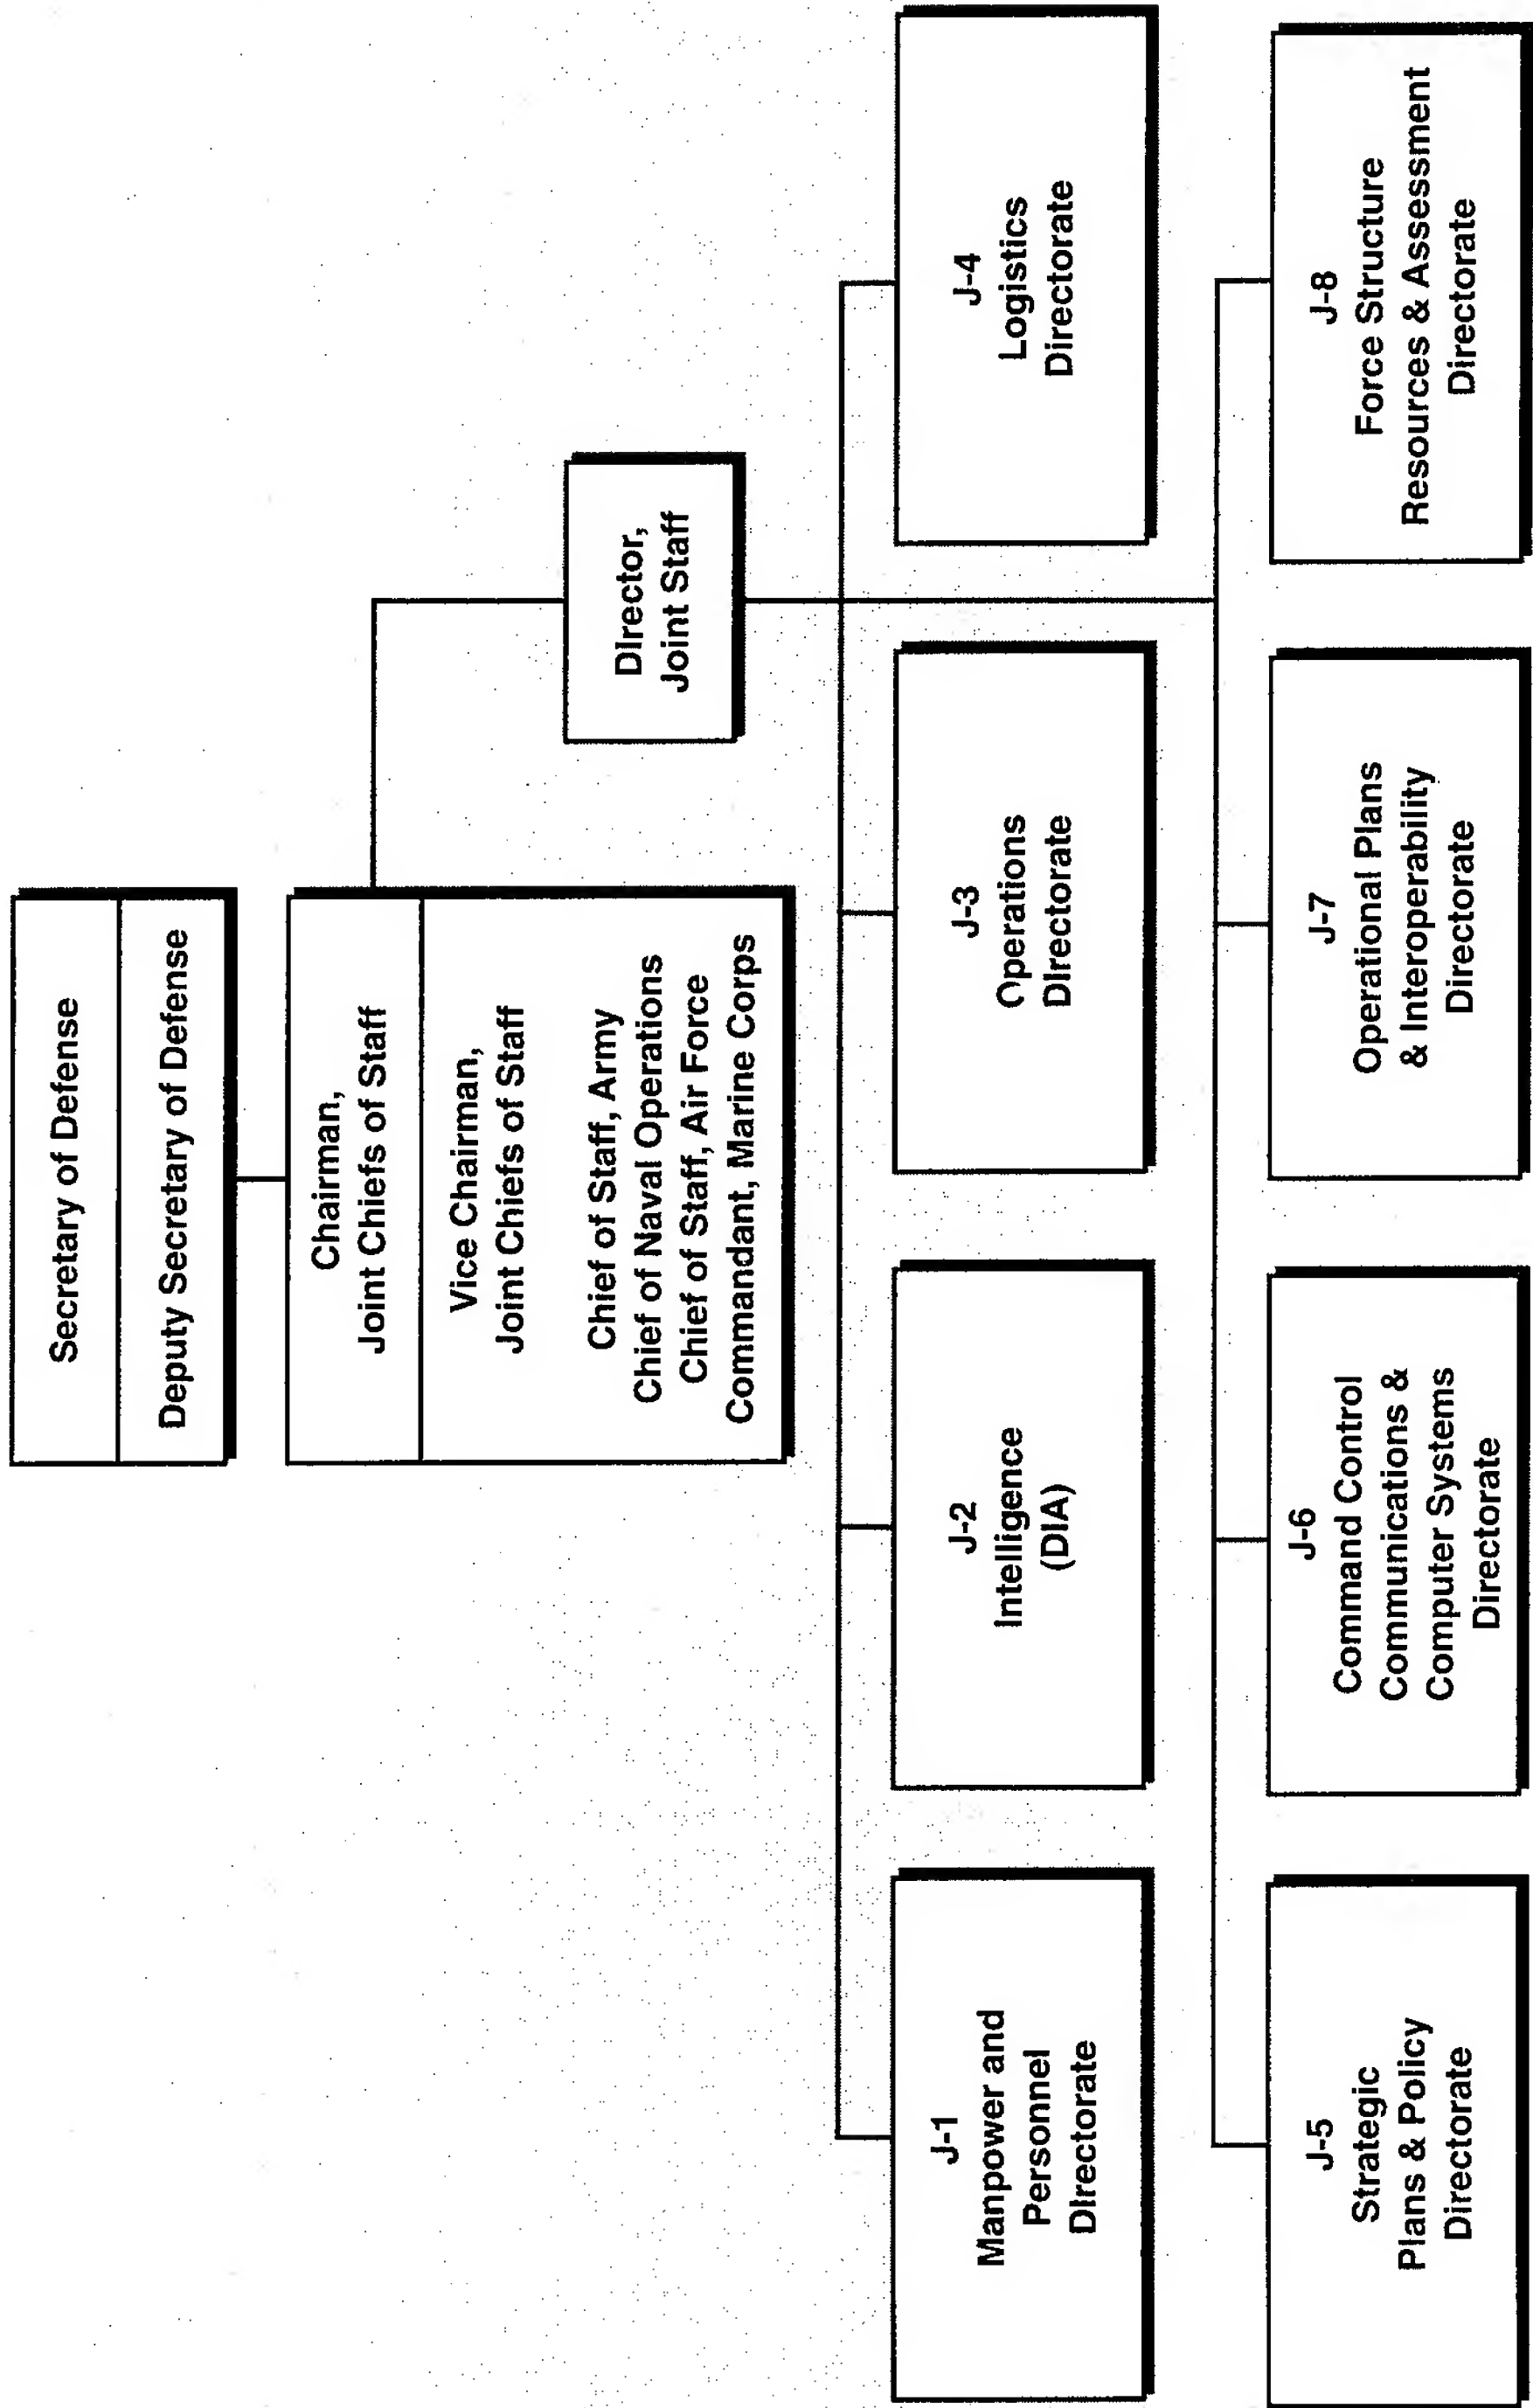 Secretary of Defense
Deputy Secretary of Defense
Chairman,
Joint Chiefs of Staff
Vice Chairman,
Joint Chiefs of Staff
Chief of Staff, Army
Chief of Naval Operations
Chief of Staff, Air Force
Commandant, Marine Corps
Director,
Joint Staff
J-1
Manpower and
Personnel
Directorate
J-2
Intelligence
(DIA)
J-3
Operations
Directorate
J-4
Logistics
Directorate
J-5
Strategic
Plans & Policy
Directorate
J-6
Command Control
Communications &
Computer Systems
Directorate
J-7
Operational Plans
& Interoperability
Directorate
J-8
Force Structure
Resources & Assessment
Directorate